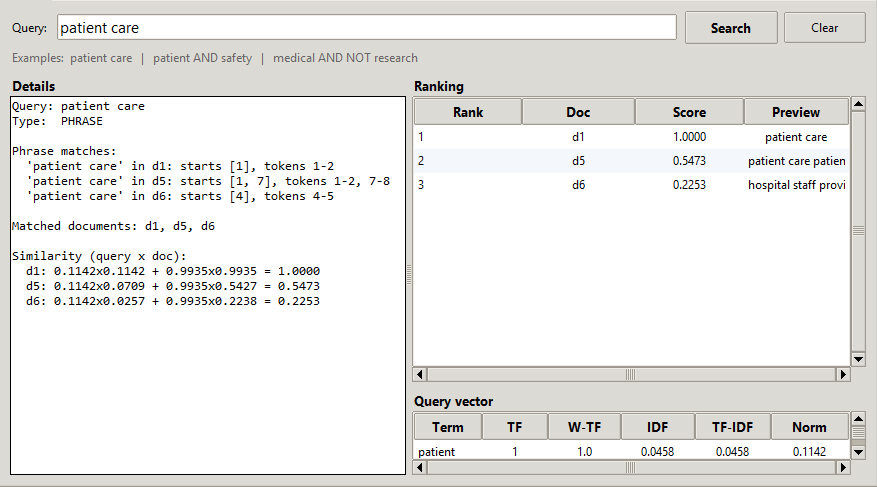 Query: patient care Search Clear
Examples: patient care | patient AND safety | medical AND NOT research
Details
Query: patient care
Type:  PHRASE
Phrase matches:
'patient care' in d1: starts [1], tokens 1-2
'patient care' in d5: starts [1, 7], tokens 1-2, 7-8
'patient care' in d6: starts [4], tokens 4-5
Matched documents: d1, d5, d6
Similarity (query x doc):
d1: 0.1142x0.1142 + 0.9935x0.9935 = 1.0000
d5: 0.1142x0.0709 + 0.9935x0.5427 = 0.5473
d6: 0.1142x0.0257 + 0.9935x0.2238 = 0.2253
Ranking
Rank Doc Score Preview
1 d1 1.0000 patient care
2 d5 0.5473 patient care patien
3 d6 0.2253 hospital staff provi
Query vector
Term TF W-TF IDF TF-IDF Norm
patient 1 1.0 0.0458 0.0458 0.1142